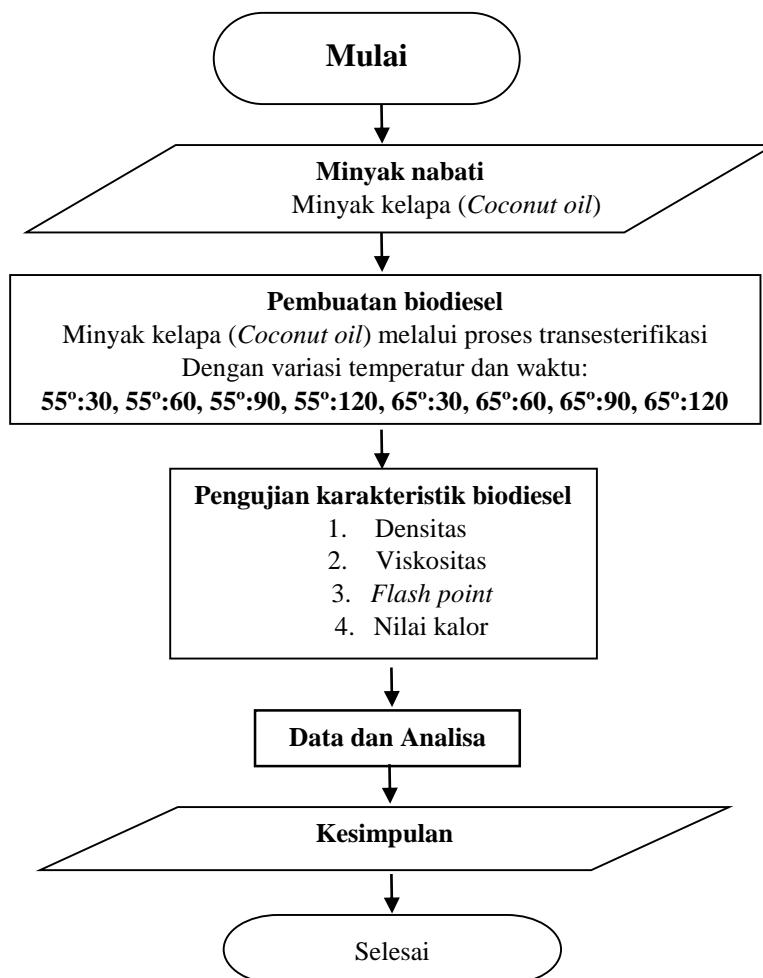 Mulai
Minyak nabati
Minyak kelapa (Coconut oil)
Pembuatan biodiesel
Minyak kelapa (Coconut oil) melalui proses transesterifikasi
Dengan variasi temperatur dan waktu:
55º:30, 55º:60, 55º:90, 55º:120, 65º:30, 65º:60, 65º:90, 65º:120
Pengujian karakteristik biodiesel
1. Densitas
2. Viskositas
3. Flash point
4. Nilai kalor
Data dan Analisa
Kesimpulan
Selesai